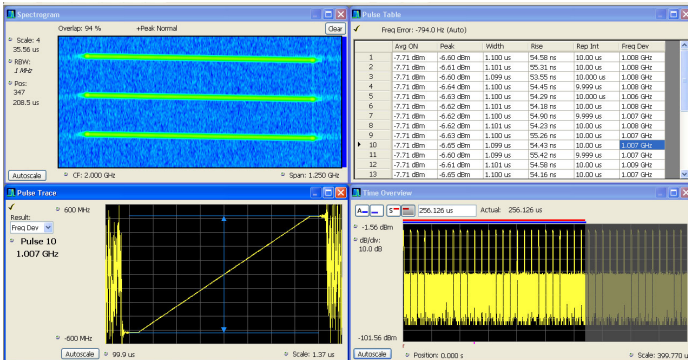 Spectrogram
Overlap: 94 % +Peak Normal Clear
Scale: 4
35.56 us
RBW:
1 MHz
Pos:
347
208.5 us
Autoscale CF: 2.000 GHz Span: 1.250 GHz
Pulse Table
Freq Error: -794.0 Hz (Auto)
Avg ON Peak Width Rise Rep Int Freq Dev
1 -7.71 dBm -6.60 dBm 1.100 us 54.58 ns 10.00 us 1.008 GHz
2 -7.71 dBm -6.61 dBm 1.101 us 55.31 ns 10.00 us 1.008 GHz
3 -7.71 dBm -6.60 dBm 1.099 us 53.55 ns 10.000 us 1.008 GHz
4 -7.71 dBm -6.64 dBm 1.100 us 54.45 ns 9.999 us 1.008 GHz
5 -7.71 dBm -6.63 dBm 1.100 us 54.29 ns 10.000 us 1.006 GHz
6 -7.71 dBm -6.62 dBm 1.101 us 54.18 ns 10.00 us 1.008 GHz
7 -7.71 dBm -6.62 dBm 1.100 us 54.90 ns 9.999 us 1.007 GHz
8 -7.71 dBm -6.62 dBm 1.101 us 54.23 ns 10.00 us 1.008 GHz
9 -7.71 dBm -6.63 dBm 1.100 us 55.26 ns 10.00 us 1.007 GHz
10 -7.71 dBm -6.65 dBm 1.099 us 54.43 ns 10.00 us 1.007 GHz
11 -7.71 dBm -6.60 dBm 1.099 us 55.42 ns 9.999 us 1.007 GHz
12 -7.71 dBm -6.61 dBm 1.100 us 54.58 ns 10.00 us 1.009 GHz
13 -7.71 dBm -6.65 dBm 1.100 us 54.16 ns 10.00 us 1.007 GHz
Pulse Trace
Result:
Freq Dev
Pulse 10
1.007 GHz
600 MHz
-600 MHz
Autoscale 99.9 us Scale: 1.37 us
Time Overview
256.126 us Actual: 256.126 us
-1.56 dBm
dB/div:
10.0 dB
-101.56 dBm
Autoscale Position: 0.000 s Scale: 399.770 u